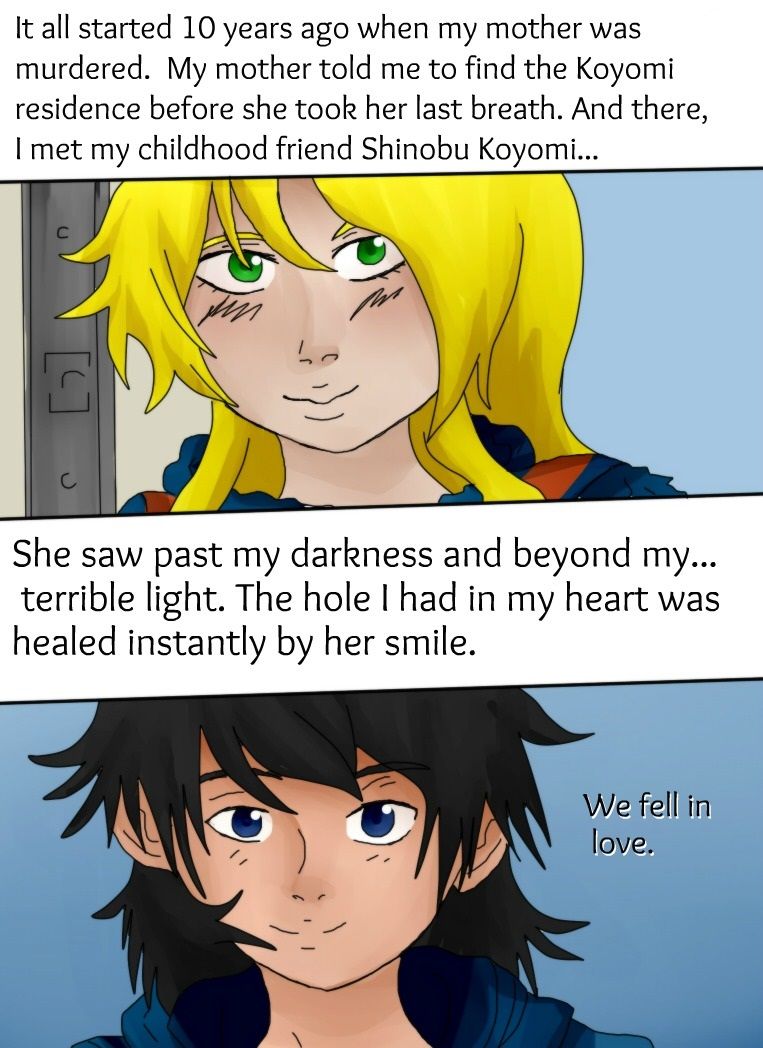 It all started 10 years ago when my mother was
murdered.  My mother told me to find the Koyomi
residence before she took her last breath. And there,
I met my childhood friend Shinobu Koyomi...
She saw past my darkness and beyond my...
terrible light. The hole I had in my heart was
healed instantly by her smile.
We fell in
love.